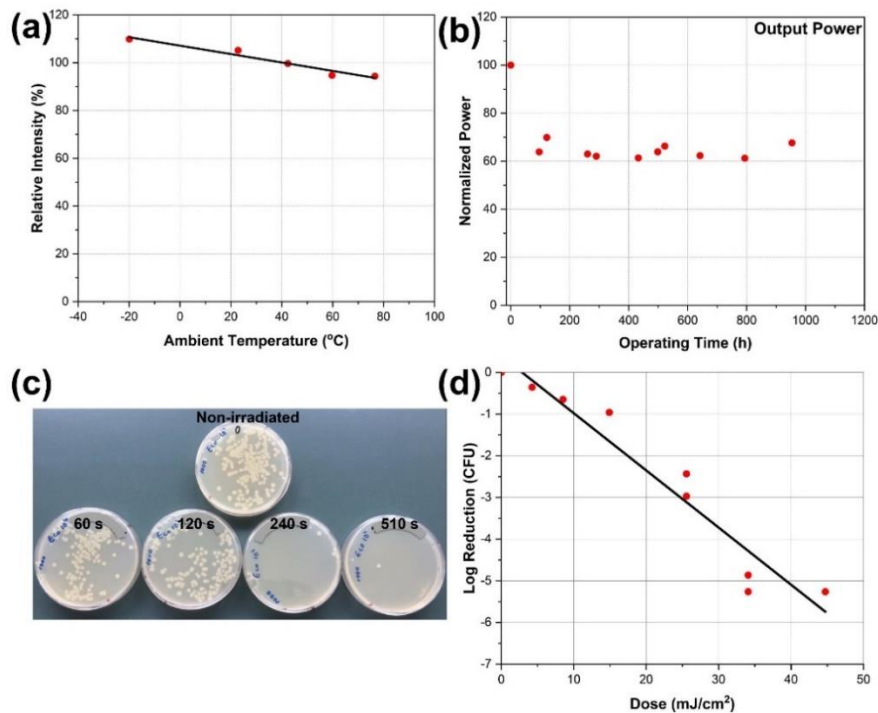 (a)
120
100
80
60
40
20
0
-20 0 20 40 60 80 100
-40
Relative Intensity (%)
Ambient Temperature (°C)
(b)
Output Power
120
100
80
60
40
20
0
0 200 400 600 800 1000 1200
Normalized Power
Operating Time (h)
(c)
Non-irradiated
0
60 s 120 s 240 s 510 s
(d)
0
-1
-2
-3
-4
-5
-6
-7
0 10 20 30 40 50
Log Reduction (CFU)
Dose (mJ/cm²)